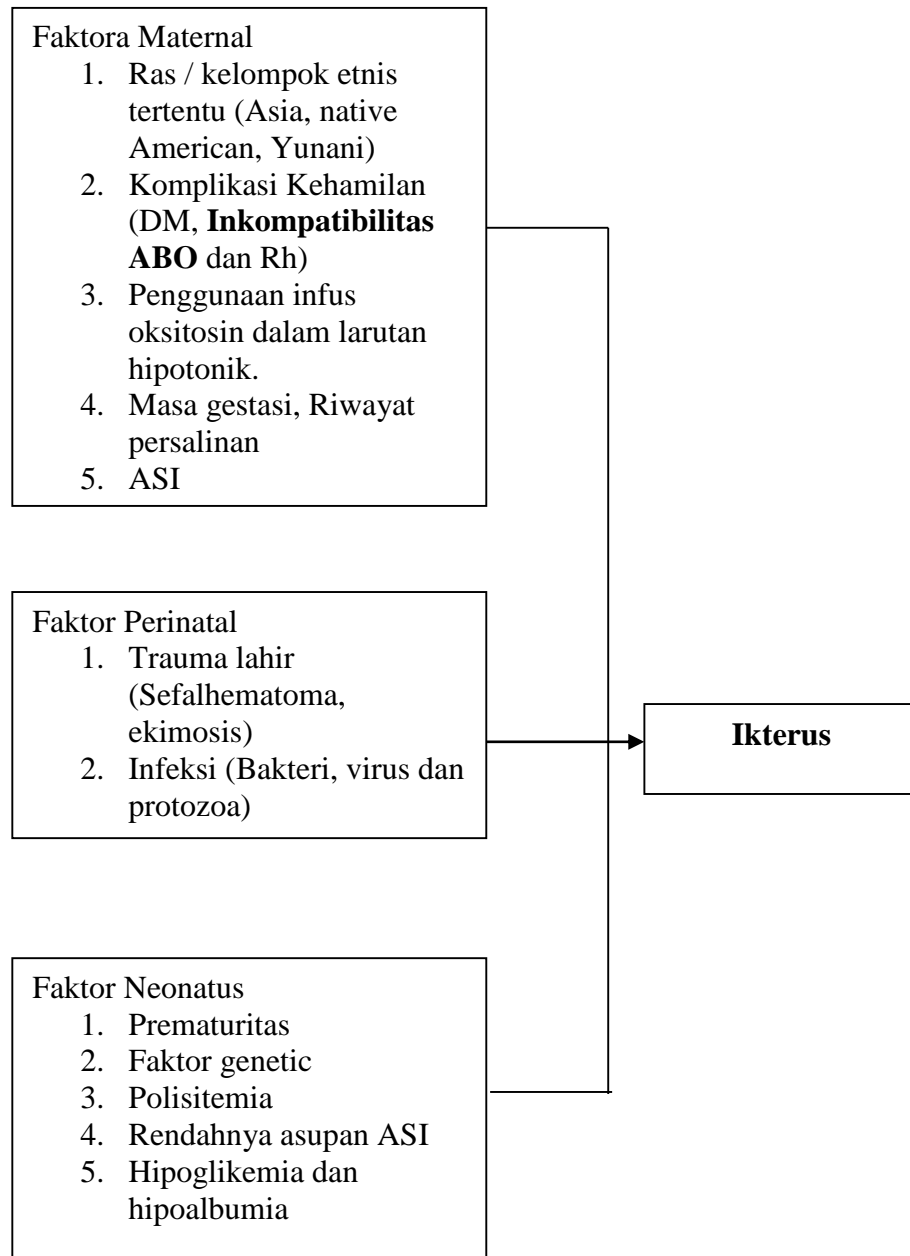 Faktora Maternal
1. Ras / kelompok etnis
tertentu (Asia, native
American, Yunani)
2. Komplikasi Kehamilan
(DM, Inkompatibilitas
ABO dan Rh)
3. Penggunaan infus
oksitosin dalam larutan
hipotonik.
4. Masa gestasi, Riwayat
persalinan
5. ASI
Faktor Perinatal
1. Trauma lahir
(Sefalhematoma,
ekimosis)
2. Infeksi (Bakteri, virus dan
protozoa)
Ikterus
Faktor Neonatus
1. Prematuritas
2. Faktor genetic
3. Polisitemia
4. Rendahnya asupan ASI
5. Hipoglikemia dan
hipoalbumia